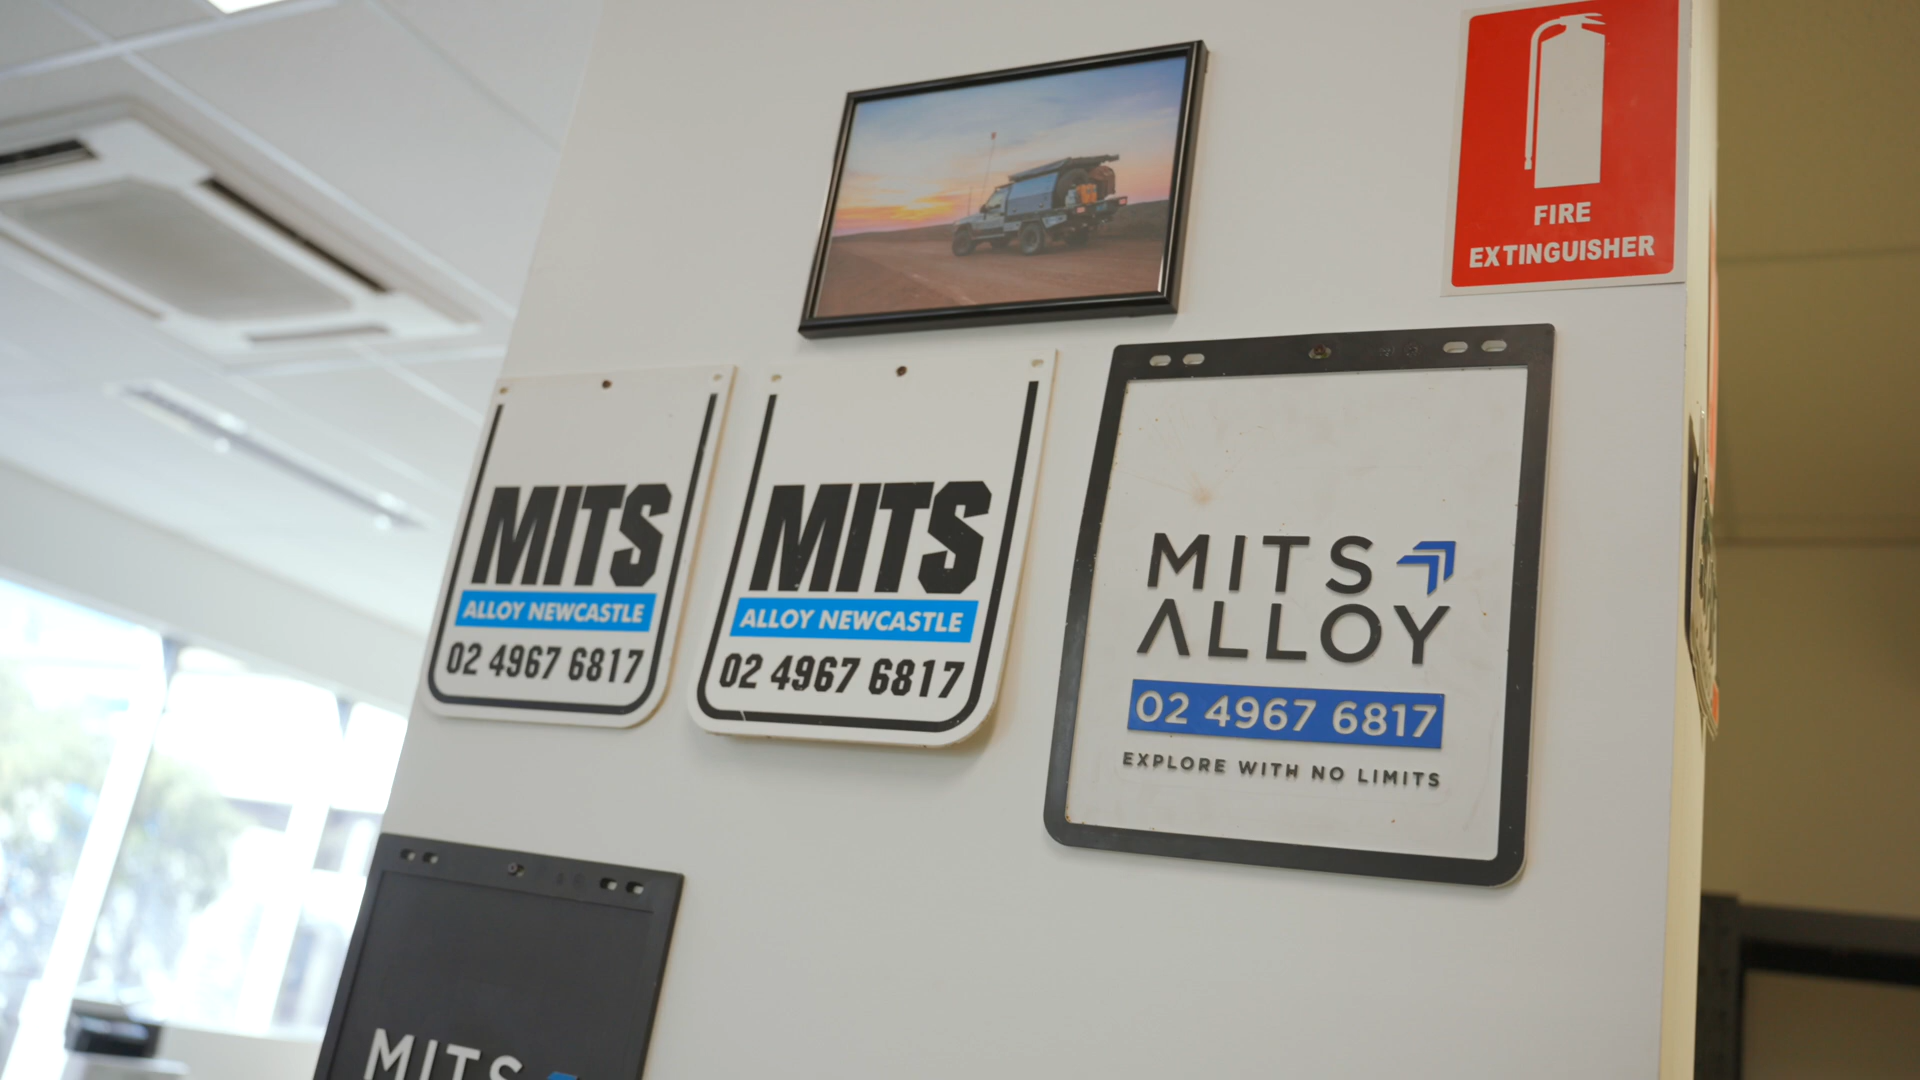 FIRE
EXTINGUISHER
MITS
ALLOY NEWCASTLE
02 4967 6817
MITS
ALLOY NEWCASTLE
02 4967 6817
MITS
ALLOY
02 4967 6817
EXPLORE WITH NO LIMITS
MITS